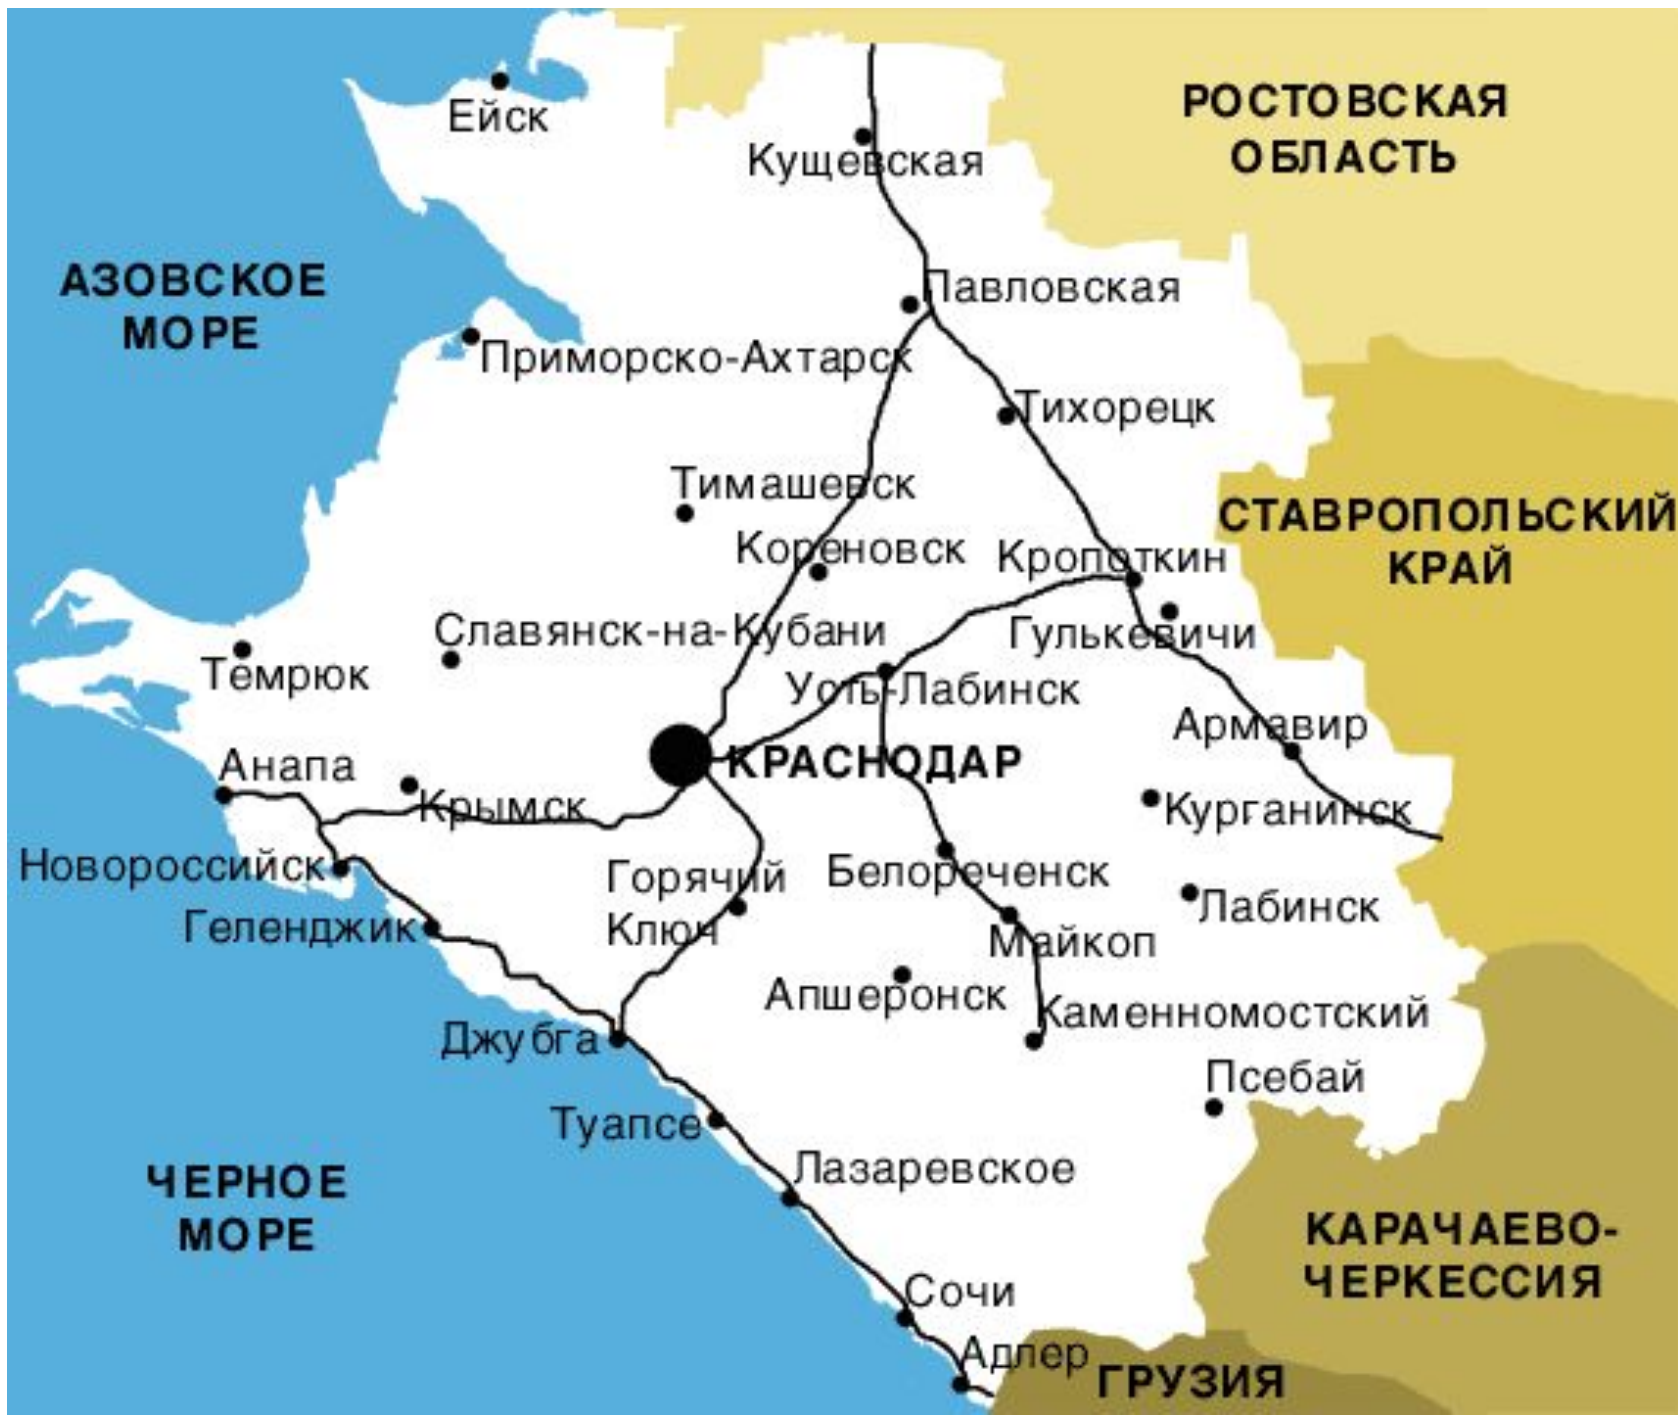 Ейск
РОСТОВСКАЯ
ОБЛАСТЬ
Кущевская
АЗОВСКОЕ
МОРЕ
Павловская
Приморско-Ахтарск
Тихорецк
Тимашевск
СТАВРОПОЛЬСКИЙ
КРАЙ
Кореновск
Кропоткин
Славянск-на-Кубани
Гулькевичи
Темрюк
Усть-Лабинск
Армавир
Анапа
КРАСНОДАР
Крымск
Курганинск
Новороссийск
Горячий
Ключ
Белореченск
Геленджик
Лабинск
Майкоп
Апшеронск
Каменномостский
Джубга
Псебай
Туапсе
Лазаревское
ЧЕРНОЕ
МОРЕ
КАРАЧАЕВО-
ЧЕРКЕССИЯ
Сочи
Адлер
ГРУЗИЯ